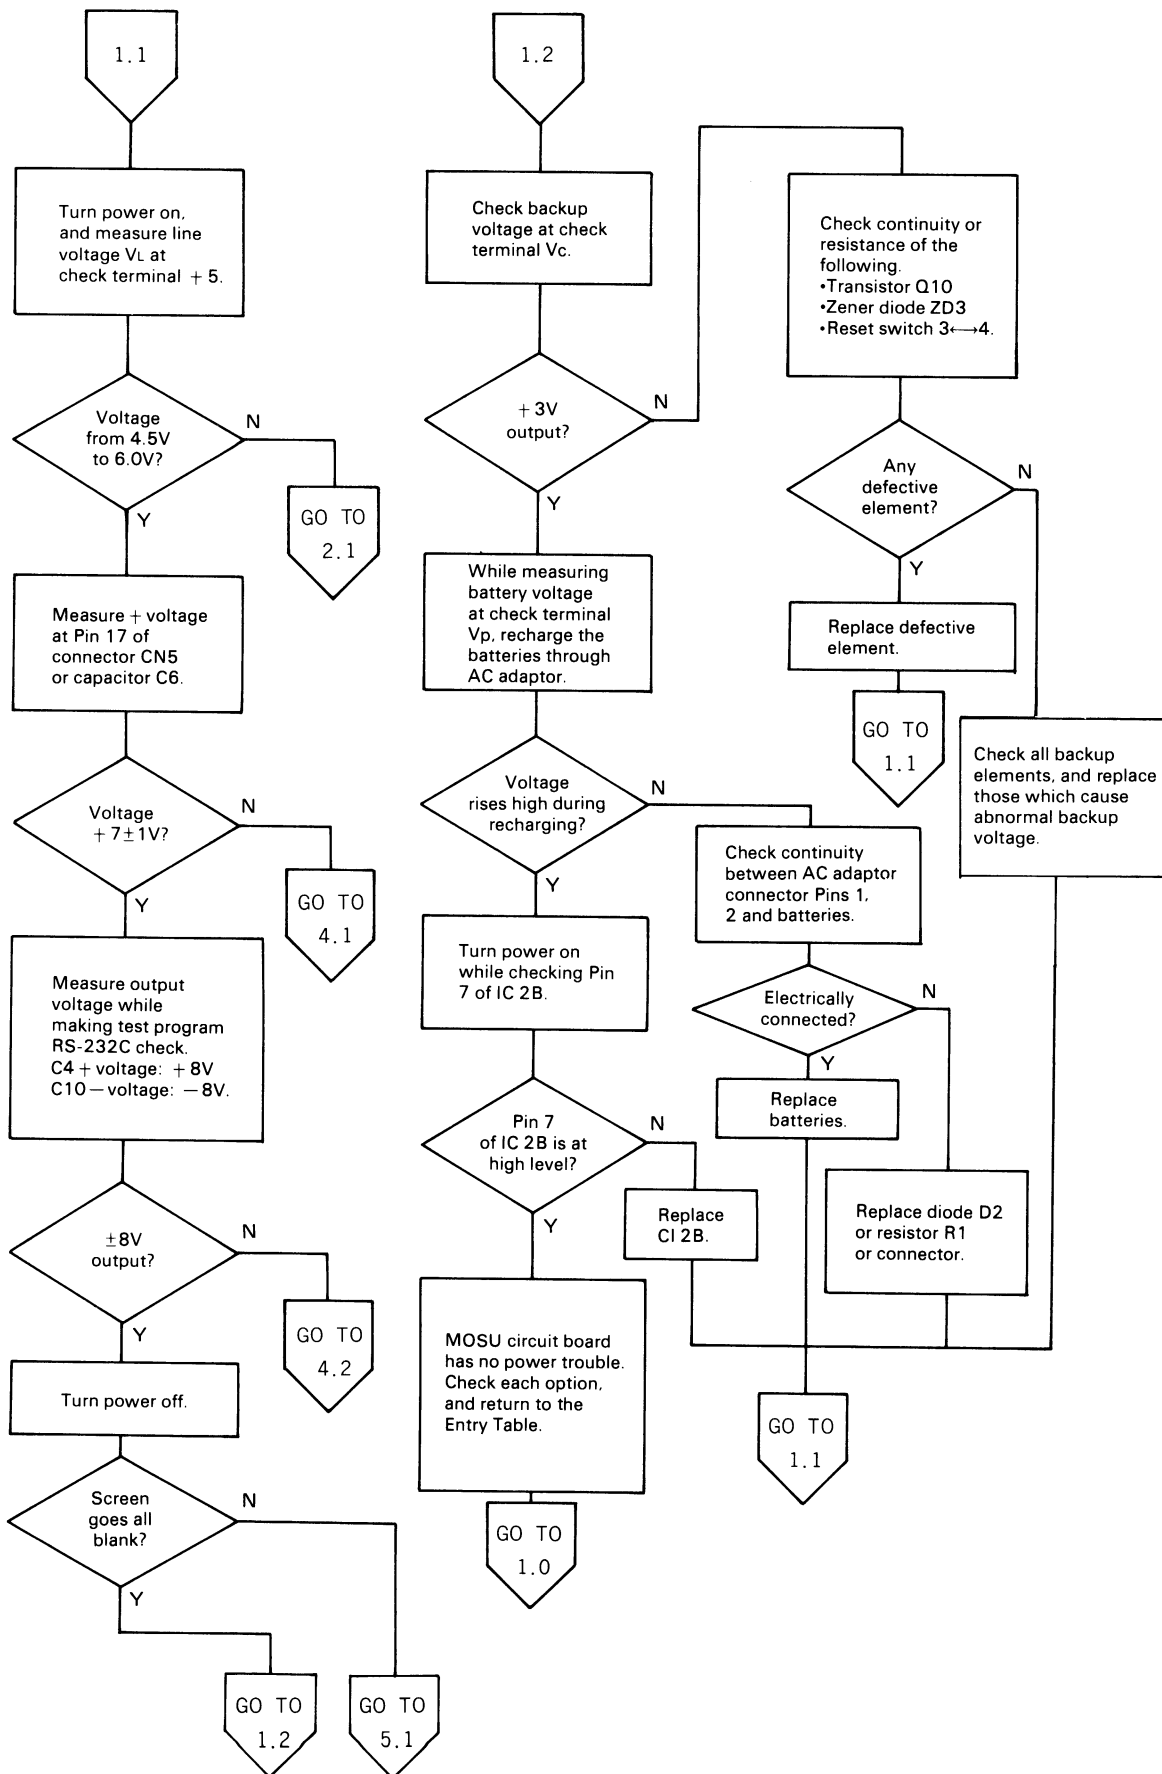 1.1
Turn power on,
and measure line
voltage VL at
check terminal + 5.
Voltage
from 4.5V
to 6.0V?
N
Y
GO TO
2.1
Measure + voltage
at Pin 17 of
connector CN5
or capacitor C6.
Voltage
+ 7±1V?
N
Y
GO TO
4.1
Measure output
voltage while
making test program
RS-232C check.
C4 + voltage: + 8V
C10 – voltage: – 8V.
±8V
output?
N
Y
GO TO
4.2
Turn power off.
Screen
goes all
blank?
N
Y
GO TO
1.2
GO TO
5.1
1.2
Check backup
voltage at check
terminal Vc.
+ 3V
output?
N
Y
While measuring
battery voltage
at check terminal
Vp, recharge the
batteries through
AC adaptor.
Voltage
rises high during
recharging?
N
Y
Turn power on
while checking Pin
7 of IC 2B.
Pin 7
of IC 2B is at
high level?
N
Y
Replace
CI 2B.
MOSU circuit board
has no power trouble.
Check each option,
and return to the
Entry Table.
GO TO
1.0
Check continuity or
resistance of the
following.
•Transistor Q10
•Zener diode ZD3
•Reset switch 3←→4.
Any
defective
element?
N
Y
Replace defective
element.
GO TO
1.1
Check all backup
elements, and replace
those which cause
abnormal backup
voltage.
Check continuity
between AC adaptor
connector Pins 1,
2 and batteries.
Electrically
connected?
N
Y
Replace
batteries.
Replace diode D2
or resistor R1
or connector.
GO TO
1.1